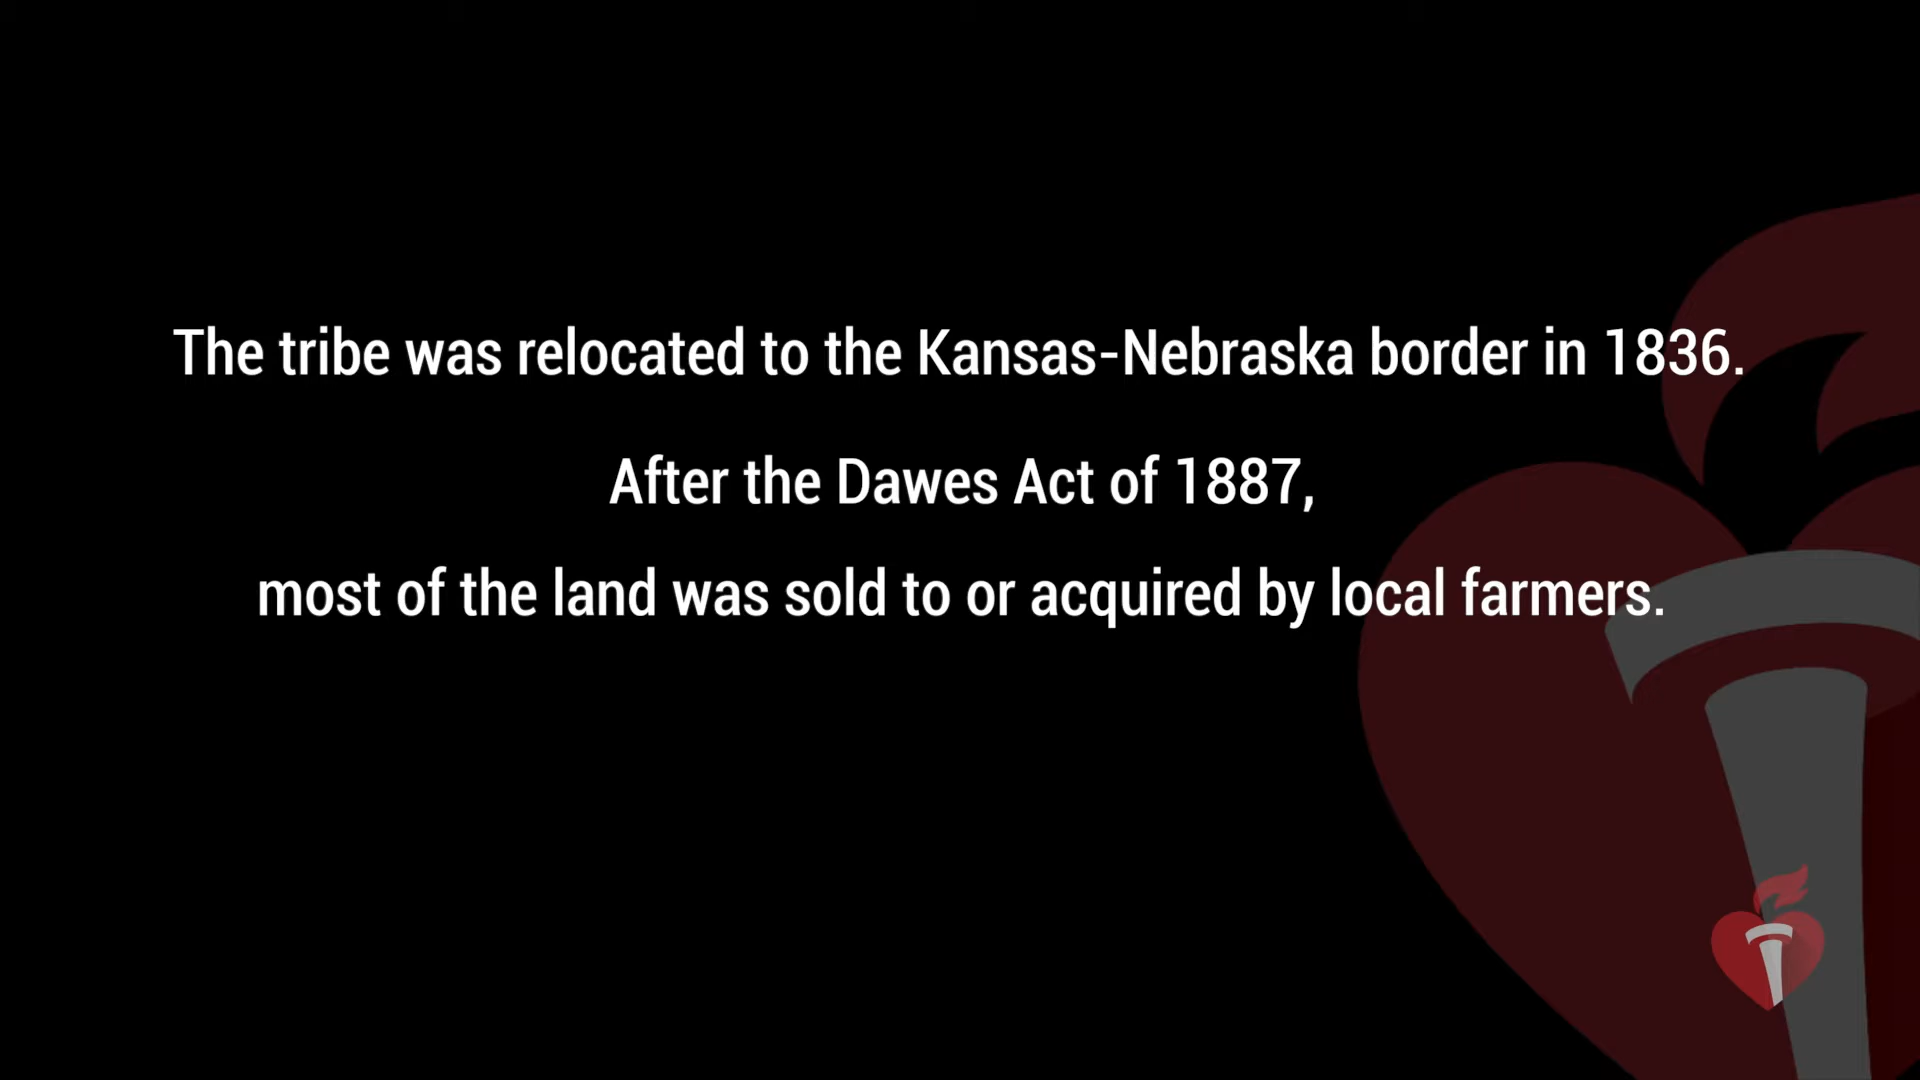 The tribe was relocated to the Kansas-Nebraska border in 1836.
After the Dawes Act of 1887,
most of the land was sold to or acquired by local farmers.